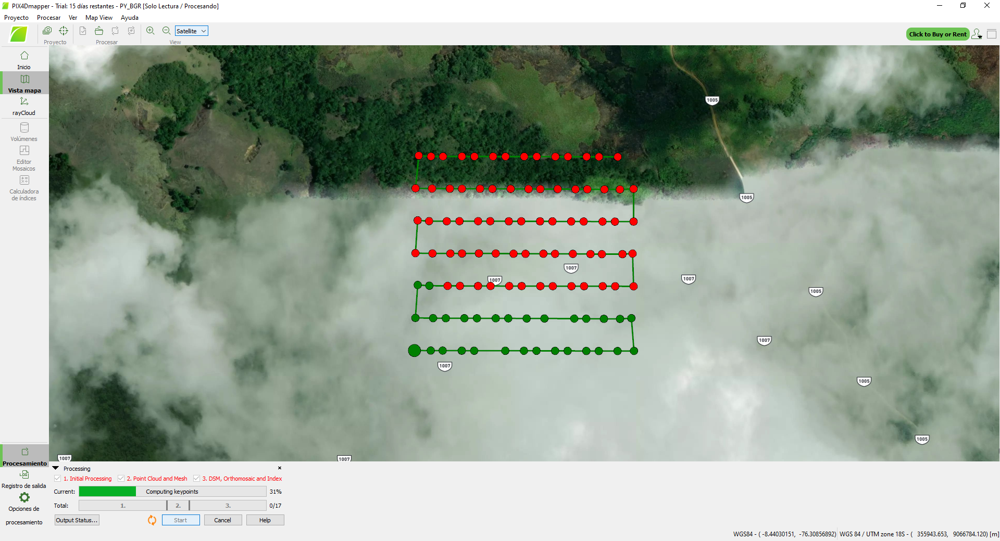 PIX4Dmapper - Trial: 15 días restantes - PY_BGR [Solo Lectura / Procesando]
Proyecto Procesar Ver Map View Ayuda
Satellite
Proyecto Procesar View
Click to Buy or Rent
Inicio
Vista mapa
rayCloud
Volúmenes
Editor
Mosaicos
Calculadora
de índices
1005
1005
1007
1007
1007
1005
1007
1007
1005
1005
1007
1007
Procesamiento
LOG
Registro de salida
Opciones de
procesamiento
Processing
1. Initial Processing 2. Point Cloud and Mesh 3. DSM, Orthomosaic and Index
Current: Computing keypoints 31%
Total: 1. 2. 3. 0/17
Output Status... Start Cancel Help
WGS84 - ( -8.44030151, -76.30856892) WGS 84 / UTM zone 18S - ( 355943.653, 9066784.120) [m]